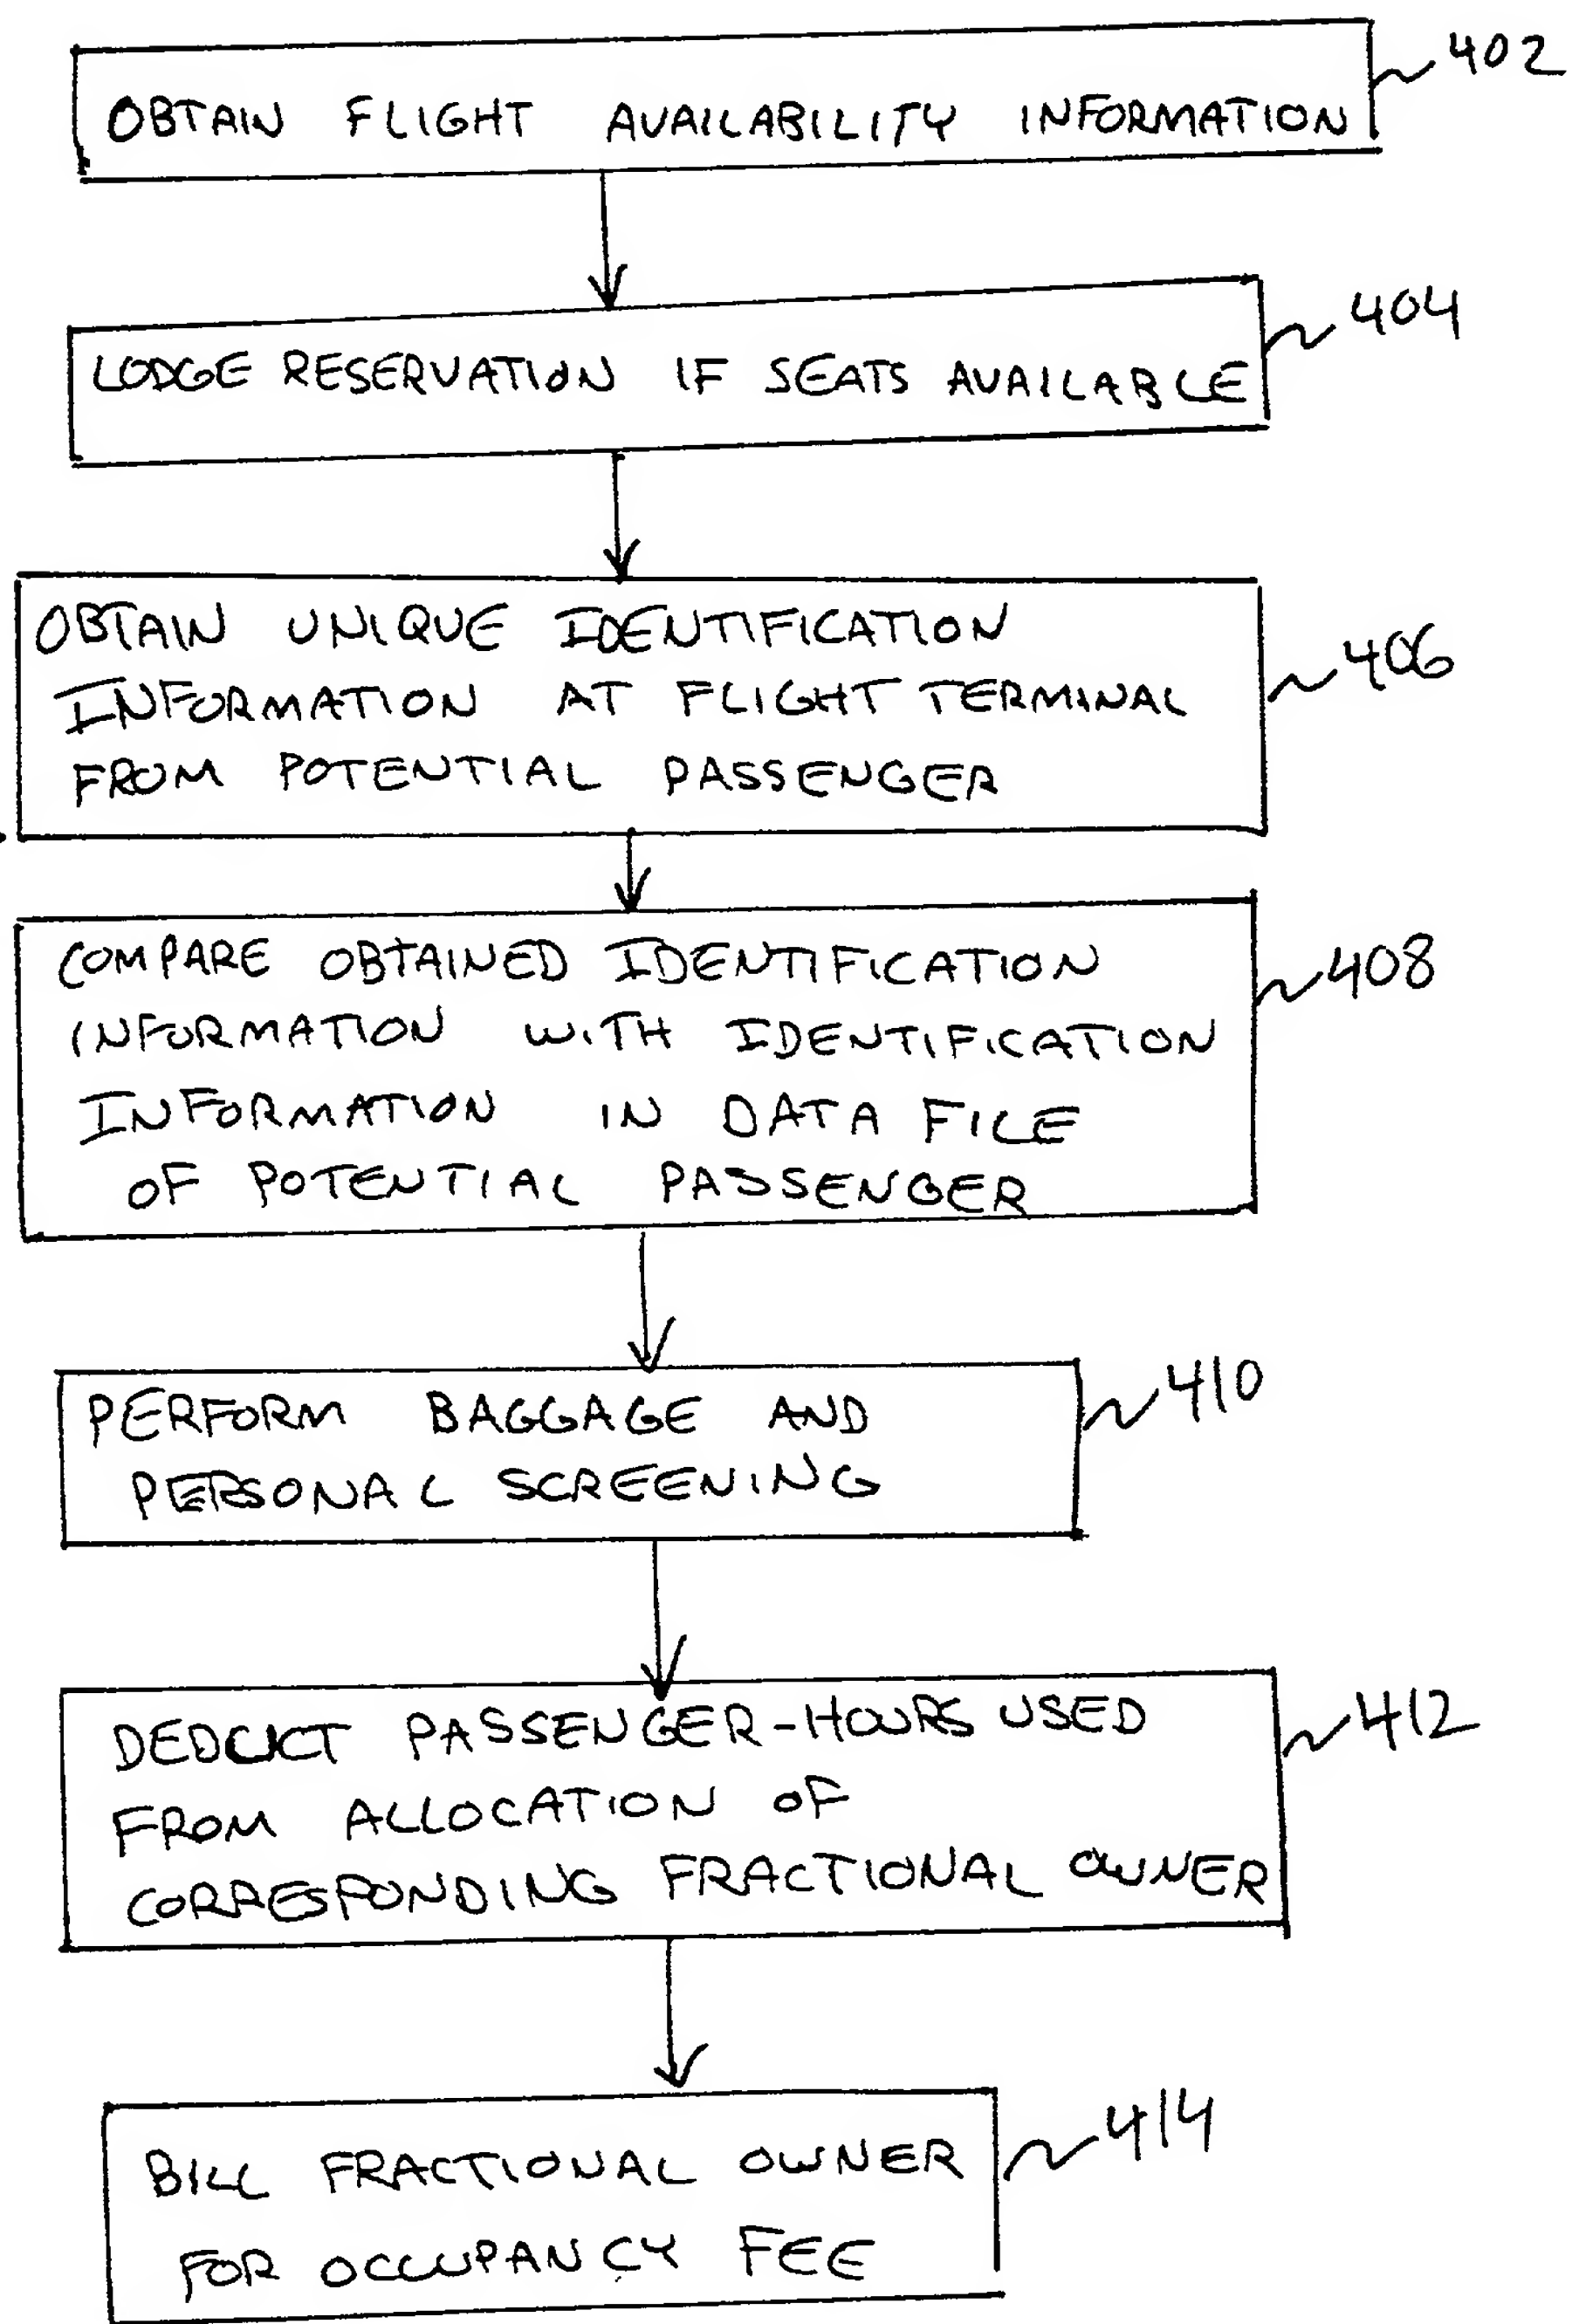 OBTAIN FLIGHT AVAILABILITY INFORMATION
402
LODGE RESERVATION IF SEATS AVAILABLE
404
OBTAIN UNIQUE IDENTIFICATION
INFORMATION AT FLIGHT TERMINAL
FROM POTENTIAL PASSENGER
406
COMPARE OBTAINED IDENTIFICATION
INFORMATION WITH IDENTIFICATION
INFORMATION IN DATA FILE
OF POTENTIAL PASSENGER
408
PERFORM BAGGAGE AND
PERSONAL SCREENING
410
DEDUCT PASSENGER-HOURS USED
FROM ALLOCATION OF
CORRESPONDING FRACTIONAL OWNER
412
BILL FRACTIONAL OWNER
FOR OCCUPANCY FEE
414